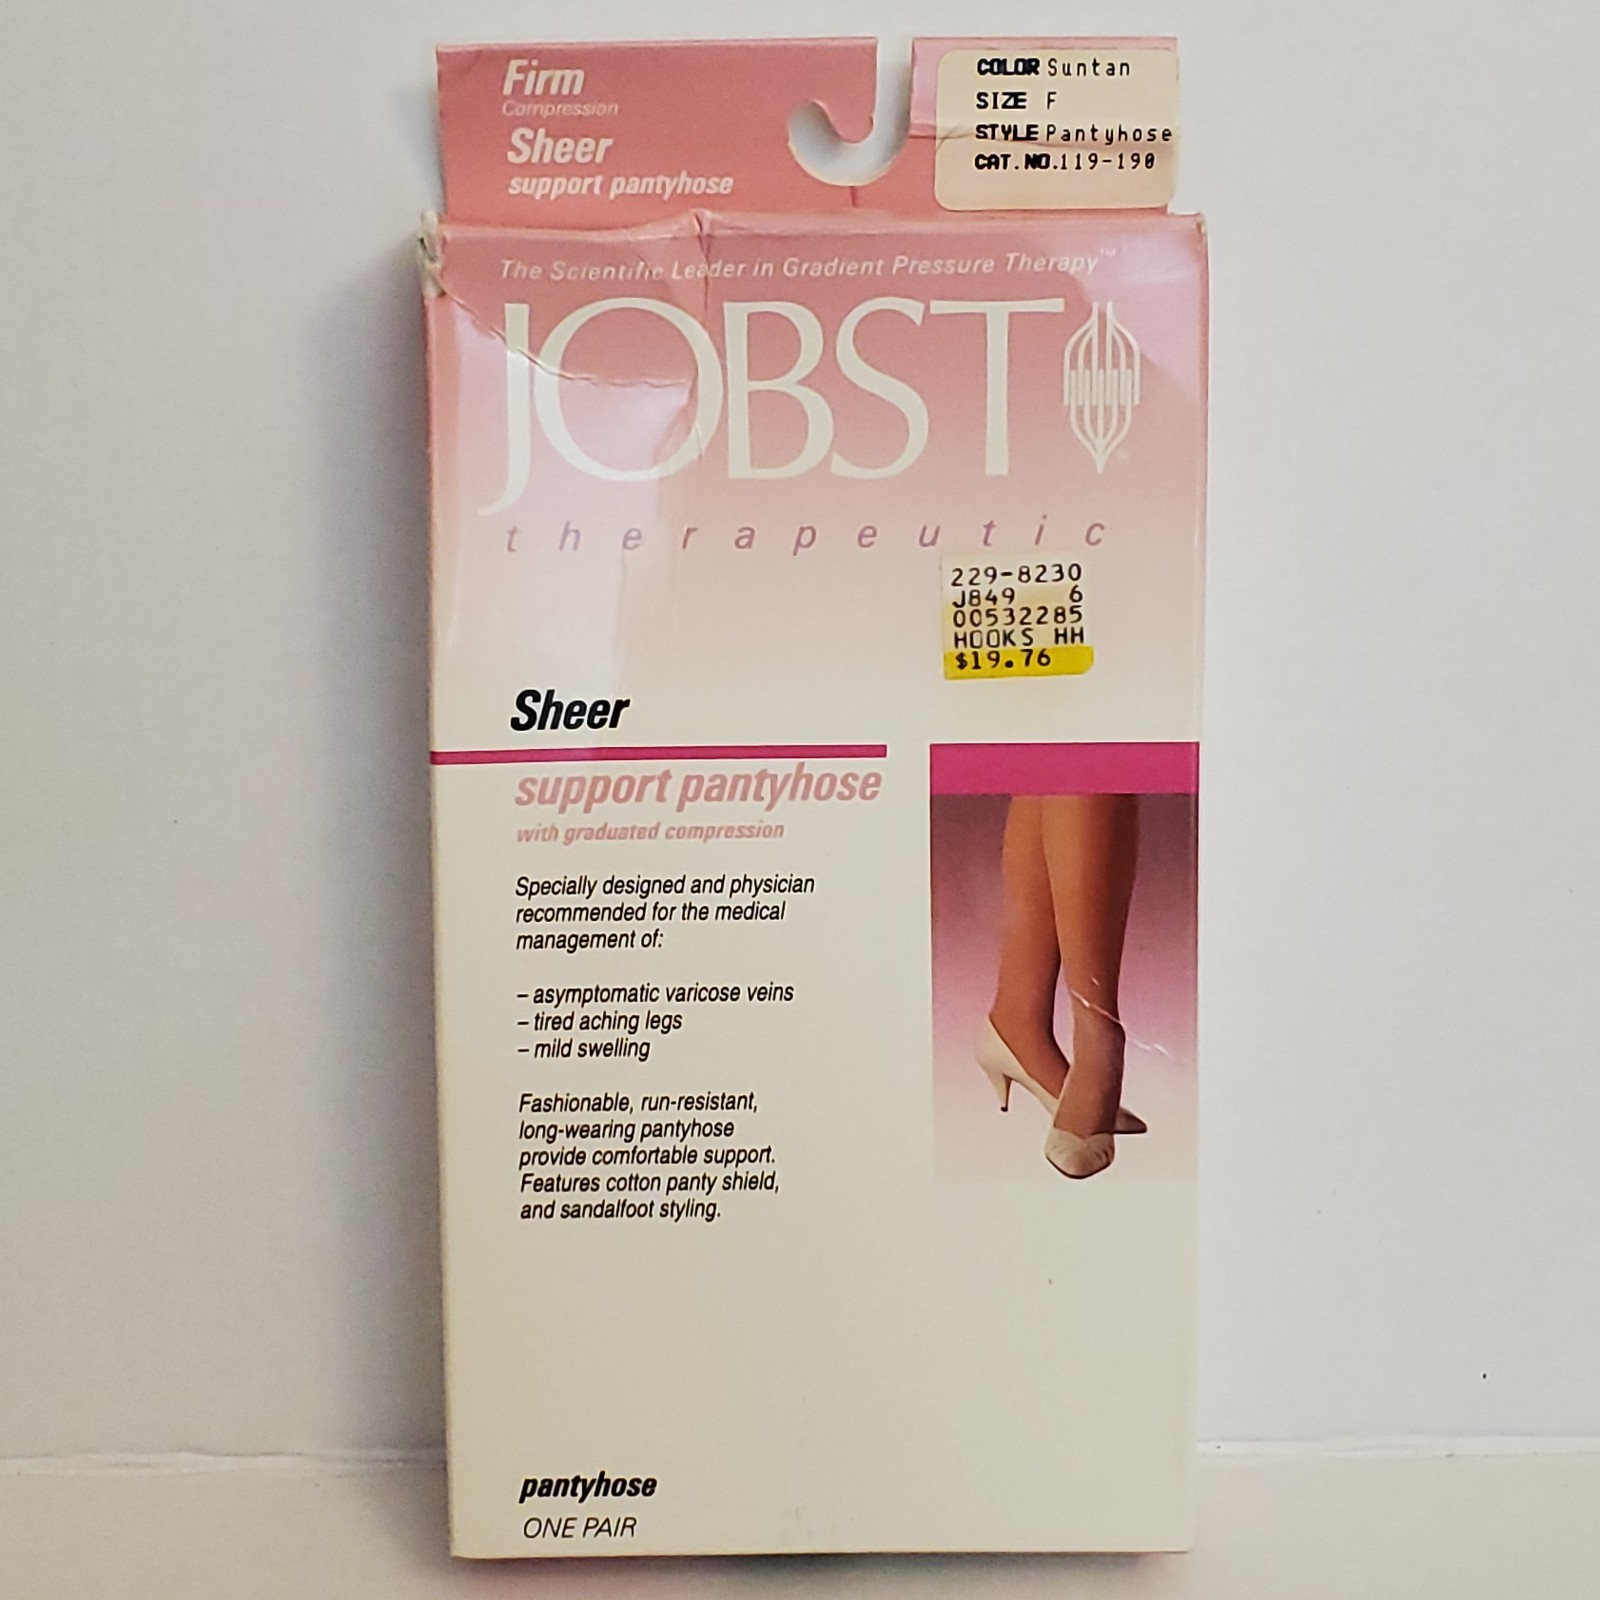 Firm
Compression
Sheer
support pantyhose
COLOR Suntan
SIZE F
STYLE Pantyhose
CAT.NO.119-190
The Scientific Leader in Gradient Pressure Therapy™
JOBST
therapeutic
229-8230
J849 6
00532285
HOOKS HH
$19.76
Sheer
support pantyhose
with graduated compression
Specially designed and physician
recommended for the medical
management of:
– asymptomatic varicose veins
– tired aching legs
– mild swelling
Fashionable, run-resistant,
long-wearing pantyhose
provide comfortable support.
Features cotton panty shield,
and sandalfoot styling.
pantyhose
ONE PAIR